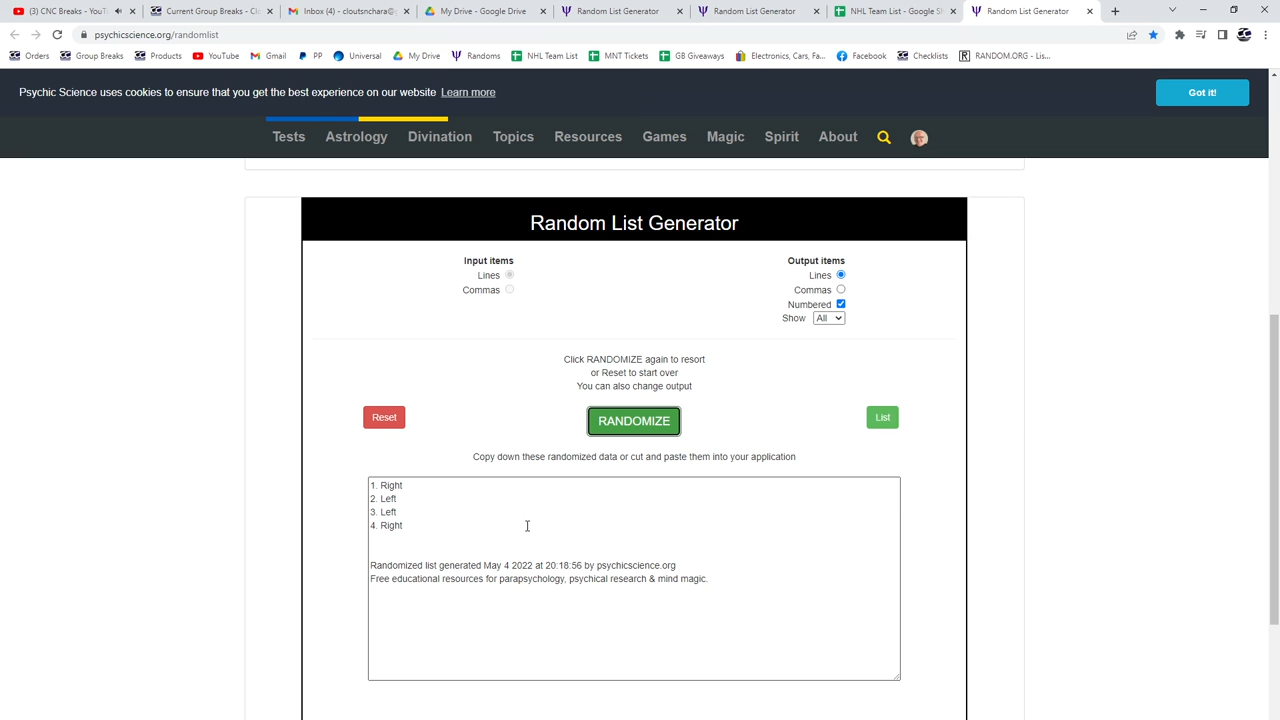 (3) CNC Breaks - YouTu
Current Group Breaks - Cl
Inbox (4) - cloutsnchara@
My Drive - Google Drive
Random List Generator
Random List Generator
NHL Team List - Google Sh
Random List Generator
psychicscience.org/randomlist
Orders
Group Breaks
Products
YouTube
Gmail
PP
Universal
My Drive
Randoms
NHL Team List
MNT Tickets
GB Giveaways
Electronics, Cars, Fa...
Facebook
Checklists
RANDOM.ORG - Lis...
Psychic Science uses cookies to ensure that you get the best experience on our website Learn more
Got it!
Tests Astrology Divination Topics Resources Games Magic Spirit About
Random List Generator
Input items
Lines
Commas
Output items
Lines
Commas
Numbered
Show All
Click RANDOMIZE again to resort
or Reset to start over
You can also change output
Reset
RANDOMIZE
List
Copy down these randomized data or cut and paste them into your application
1. Right
2. Left
3. Left
4. Right
Randomized list generated May 4 2022 at 20:18:56 by psychicscience.org
Free educational resources for parapsychology, psychical research & mind magic.